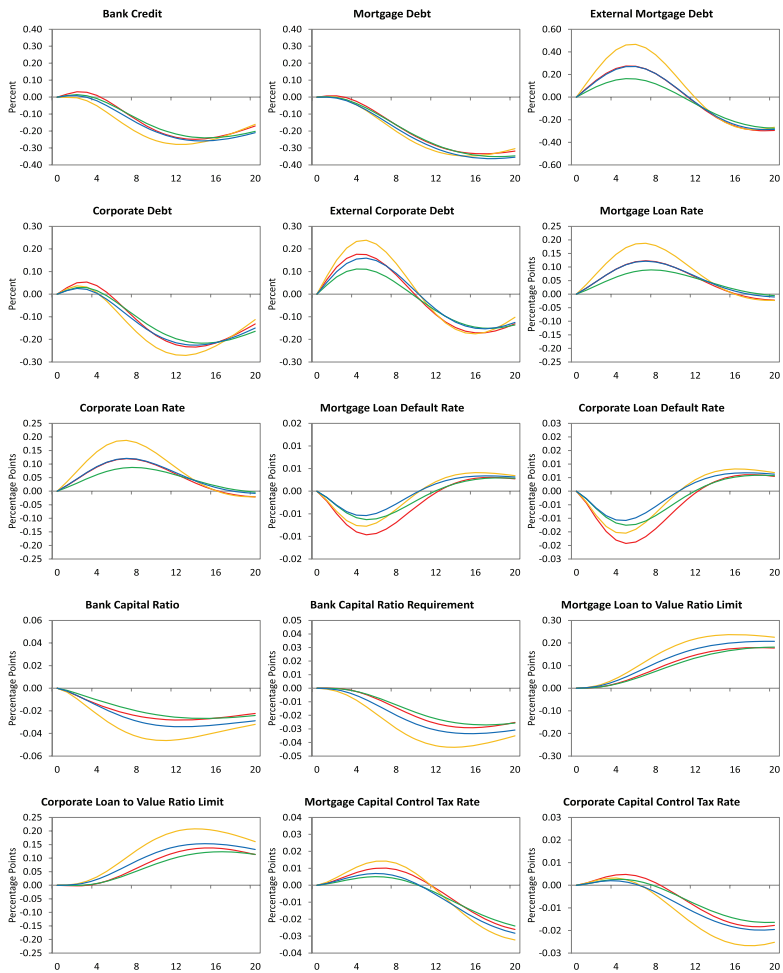 Bank Credit
Percent
0.40
0.30
0.20
0.10
0.00
-0.10
-0.20
-0.30
-0.40
0 4 8 12 16 20
Mortgage Debt
0.40
0.30
0.20
0.10
0.00
-0.10
-0.20
-0.30
-0.40
0 4 8 12 16 20
External Mortgage Debt
Percent
0.60
0.40
0.20
0.00
-0.20
-0.40
-0.60
0 4 8 12 16 20
Corporate Debt
Percent
0.30
0.20
0.10
0.00
-0.10
-0.20
-0.30
0 4 8 12 16 20
External Corporate Debt
Percent
0.30
0.20
0.10
0.00
-0.10
-0.20
-0.30
0 4 8 12 16 20
Mortgage Loan Rate
Percentage Points
0.25
0.20
0.15
0.10
0.05
0.00
-0.05
-0.10
-0.15
-0.20
-0.25
0 4 8 12 16 20
Corporate Loan Rate
Percentage Points
0.25
0.20
0.15
0.10
0.05
0.00
-0.05
-0.10
-0.15
-0.20
-0.25
0 4 8 12 16 20
Mortgage Loan Default Rate
Percentage Points
0.02
0.01
0.01
0.00
-0.01
-0.01
-0.02
0 4 8 12 16 20
Corporate Loan Default Rate
Percentage Points
0.03
0.02
0.02
0.01
0.01
0.00
-0.01
-0.01
-0.02
-0.02
-0.03
0 4 8 12 16 20
Bank Capital Ratio
Percentage Points
0.06
0.04
0.02
0.00
-0.02
-0.04
-0.06
0 4 8 12 16 20
Bank Capital Ratio Requirement
Percentage Points
0.05
0.04
0.03
0.02
0.01
0.00
-0.01
-0.02
-0.03
-0.04
-0.05
0 4 8 12 16 20
Mortgage Loan to Value Ratio Limit
Percentage Points
0.30
0.20
0.10
0.00
-0.10
-0.20
-0.30
0 4 8 12 16 20
Corporate Loan to Value Ratio Limit
Percentage Points
0.25
0.20
0.15
0.10
0.05
0.00
-0.05
-0.10
-0.15
-0.20
-0.25
0 4 8 12 16 20
Mortgage Capital Control Tax Rate
Percentage Points
0.04
0.03
0.02
0.01
0.00
-0.01
-0.02
-0.03
-0.04
0 4 8 12 16 20
Corporate Capital Control Tax Rate
Percentage Points
0.03
0.02
0.01
0.00
-0.01
-0.02
-0.03
0 4 8 12 16 20